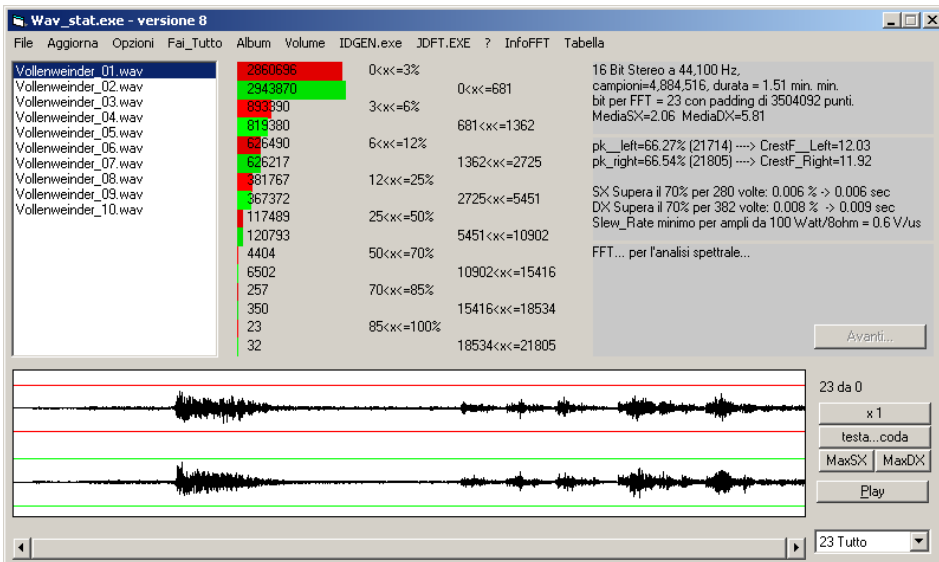 Wav_stat.exe - versione 8
File Aggiorna Opzioni Fai_Tutto Album Volume IDGEN.exe JDFT.EXE ? InfoFFT Tabella
Vollenweinder_01.wav
Vollenweinder_02.wav
Vollenweinder_03.wav
Vollenweinder_04.wav
Vollenweinder_05.wav
Vollenweinder_06.wav
Vollenweinder_07.wav
Vollenweinder_08.wav
Vollenweinder_09.wav
Vollenweinder_10.wav
2860696 0<x<=3%
2943870 0<x<=681
893390 3<x<=6%
819380 681<x<=1362
626490 6<x<=12%
626217 1362<x<=2725
381767 12<x<=25%
367372 2725<x<=5451
117489 25<x<=50%
120793 5451<x<=10902
4404 50<x<=70%
6502 10902<x<=15416
257 70<x<=85%
350 15416<x<=18534
23 85<x<=100%
32 18534<x<=21805
16 Bit Stereo a 44,100 Hz,
campioni=4,884,516, durata = 1.51 min. min.
bit per FFT = 23 con padding di 3504092 punti.
MediaSX=2.06 MediaDX=5.81
pk__left=66.27% (21714) ----> CrestF__Left=12.03
pk_right=66.54% (21805) ----> CrestF_Right=11.92
SX Supera il 70% per 280 volte: 0.006 % -> 0.006 sec
DX Supera il 70% per 382 volte: 0.008 % -> 0.009 sec
Slew_Rate minimo per ampli da 100 Watt/8ohm = 0.6 V/us
FFT... per l'analisi spettrale...
Avanti...
23 da 0
x 1
testa...coda
MaxSX MaxDX
Play
23 Tutto